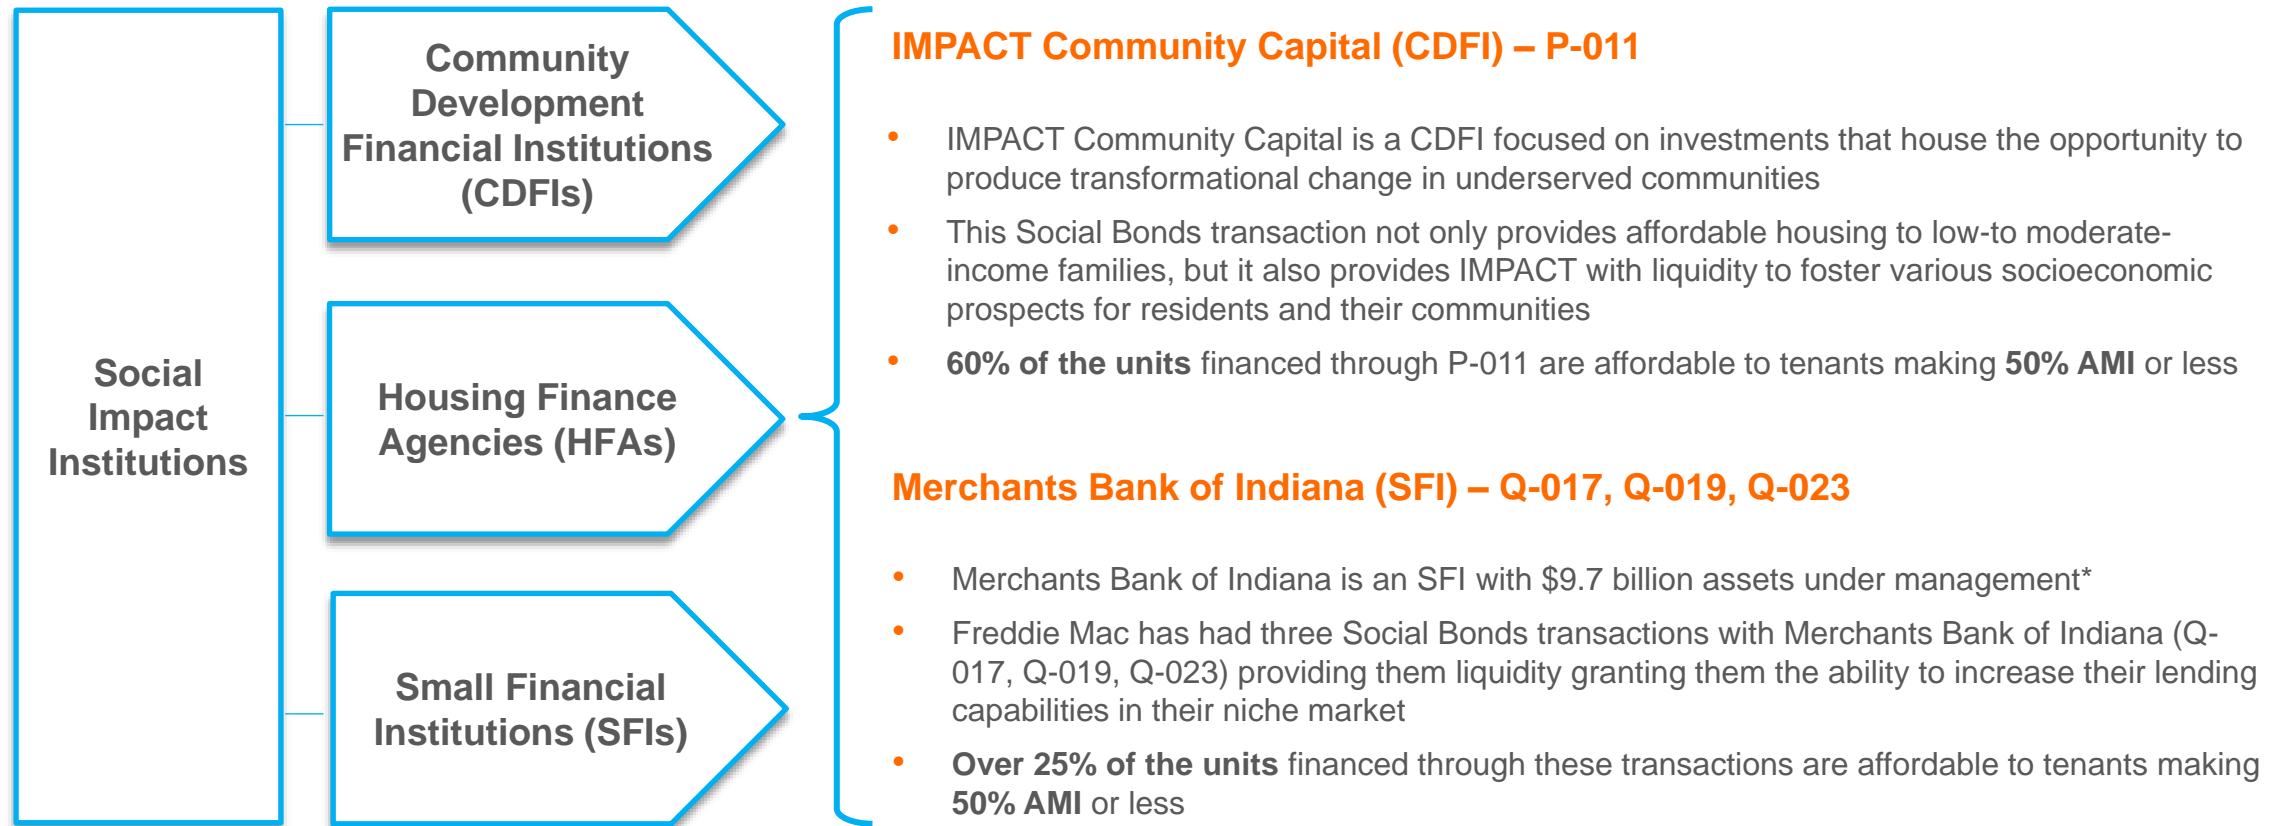 Social
Impact
Institutions
Community
Development
Financial Institutions
(CDFIs)
Housing Finance
Agencies (HFAs)
Small Financial
Institutions (SFIs)
IMPACT Community Capital (CDFI) – P-011
• IMPACT Community Capital is a CDFI focused on investments that house the opportunity to
produce transformational change in underserved communities
• This Social Bonds transaction not only provides affordable housing to low-to moderate-
income families, but it also provides IMPACT with liquidity to foster various socioeconomic
prospects for residents and their communities
• 60% of the units financed through P-011 are affordable to tenants making 50% AMI or less
Merchants Bank of Indiana (SFI) – Q-017, Q-019, Q-023
• Merchants Bank of Indiana is an SFI with $9.7 billion assets under management*
• Freddie Mac has had three Social Bonds transactions with Merchants Bank of Indiana (Q-
017, Q-019, Q-023) providing them liquidity granting them the ability to increase their lending
capabilities in their niche market
• Over 25% of the units financed through these transactions are affordable to tenants making
50% AMI or less